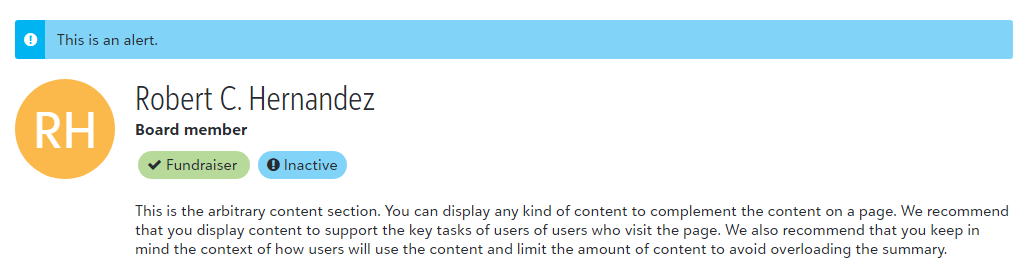 This is an alert.
RH
Robert C. Hernandez
Board member
Fundraiser
Inactive
This is the arbitrary content section. You can display any kind of content to complement the content on a page. We recommend
that you display content to support the key tasks of users of users who visit the page. We also recommend that you keep in
mind the context of how users will use the content and limit the amount of content to avoid overloading the summary.